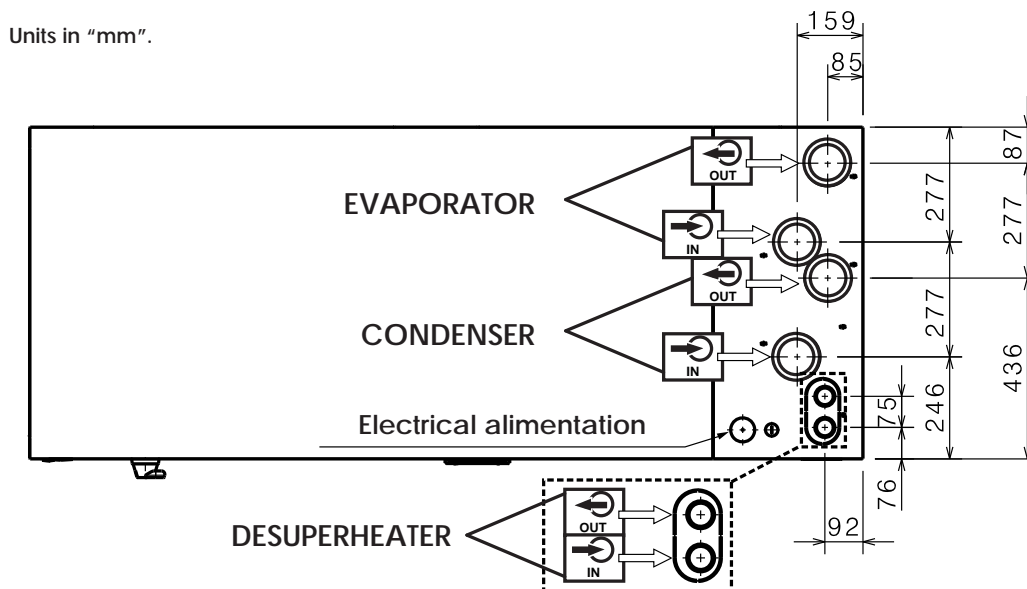 Units in “mm”.
159
85
87
277
277
277
436
246
75
76
92
OUT
EVAPORATOR
IN
OUT
CONDENSER
IN
Electrical alimentation
OUT
DESUPERHEATER
IN